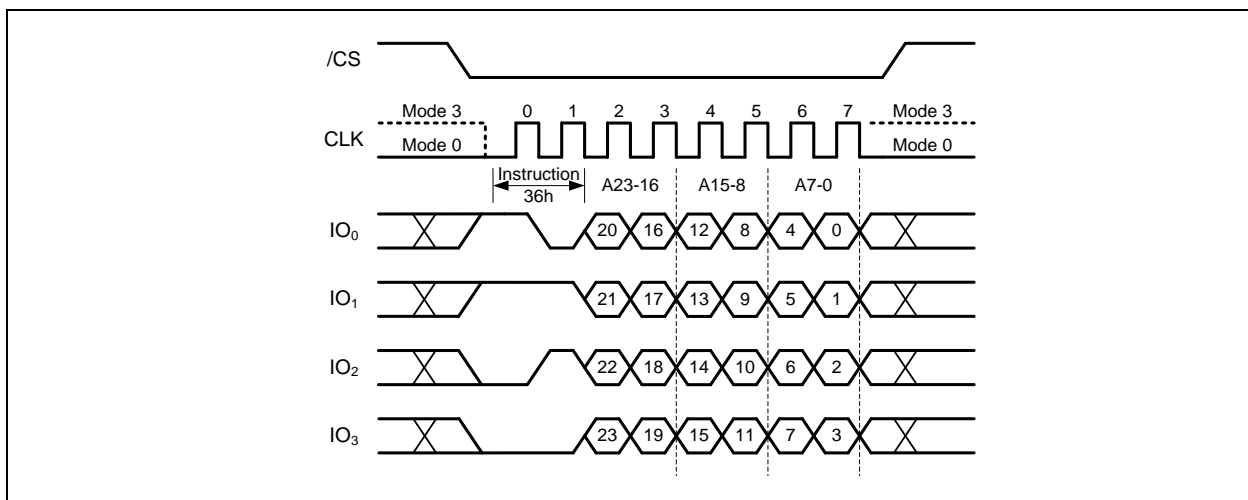 /CS
Mode 3 0 1 2 3 4 5 6 7 Mode 3
CLK
Mode 0 Mode 0
Instruction
36h
A23-16 A15-8 A7-0
IO₀ 20 16 12 8 4 0
IO₁ 21 17 13 9 5 1
IO₂ 22 18 14 10 6 2
IO₃ 23 19 15 11 7 3